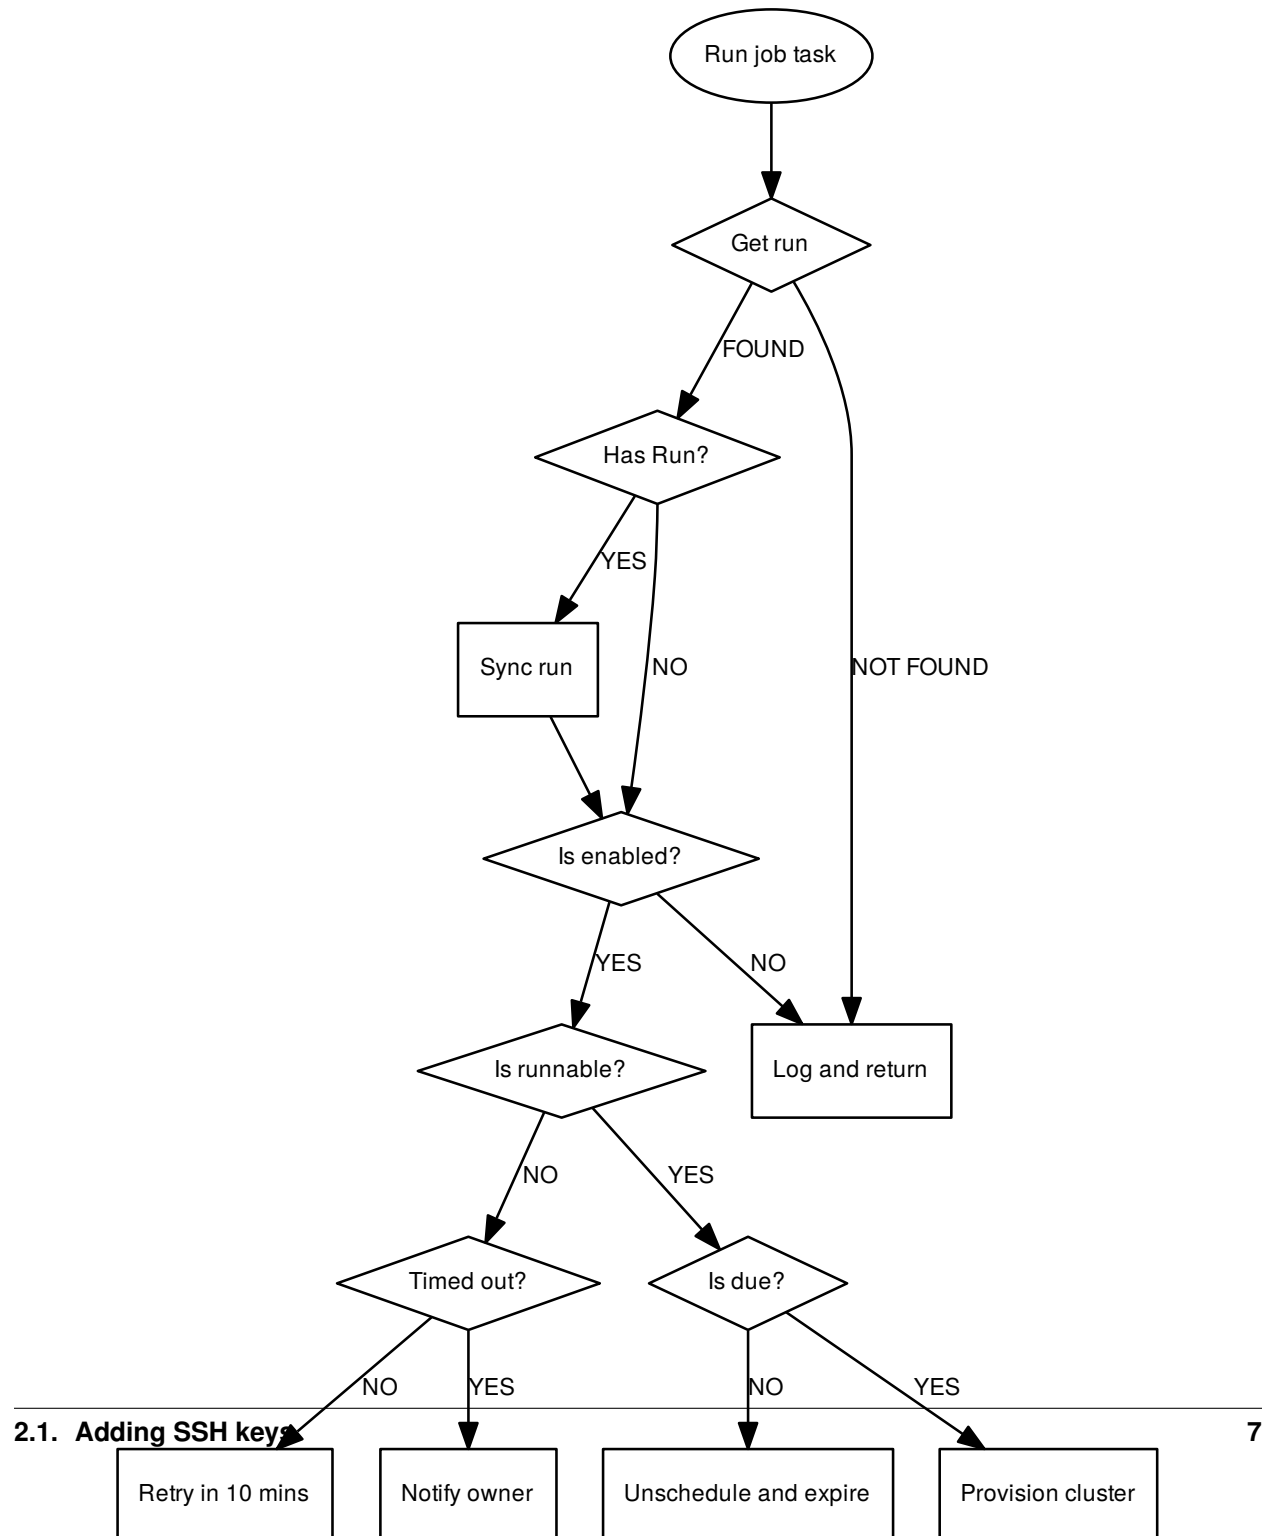 Run job task
Get run
FOUND
Has Run?
YES
Sync run
NO
NOT FOUND
Is enabled?
YES
NO
Is runnable?
Log and return
NO
YES
Timed out?
Is due?
NO
YES
NO
YES
2.1. Adding SSH keys
7
Retry in 10 mins
Notify owner
Unschedule and expire
Provision cluster